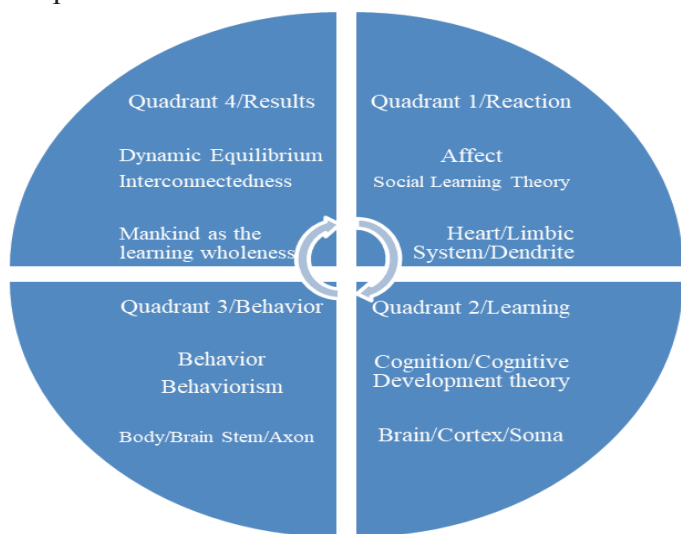 Quadrant 4/Results
Dynamic Equilibrium
Interconnectedness
Mankind as the
learning wholeness
Quadrant 1/Reaction
Affect
Social Learning Theory
Heart/Limbic
System/Dendrite
Quadrant 3/Behavior
Behavior
Behaviorism
Body/Brain Stem/Axon
Quadrant 2/Learning
Cognition/Cognitive
Development theory
Brain/Cortex/Soma